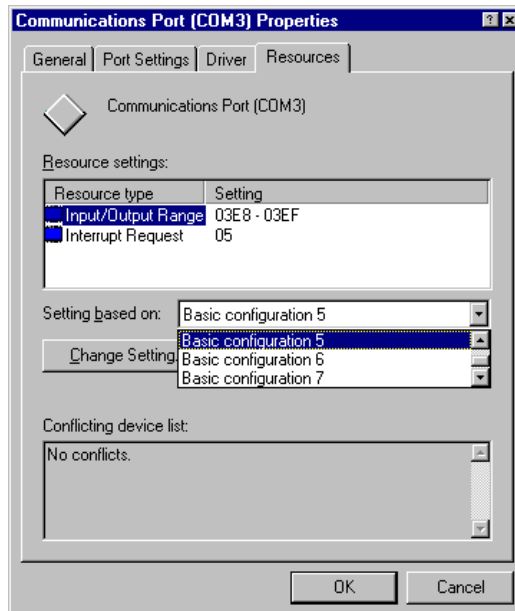 Communications Port (COM3) Properties
General Port Settings Driver Resources
Communications Port (COM3)
Resource settings:
Resource type Setting
Input/Output Range 03E8 - 03EF
Interrupt Request 05
Setting based on: Basic configuration 5
Basic configuration 5
Change Setting. Basic configuration 6
Basic configuration 7
Conflicting device list:
No conflicts.
OK Cancel